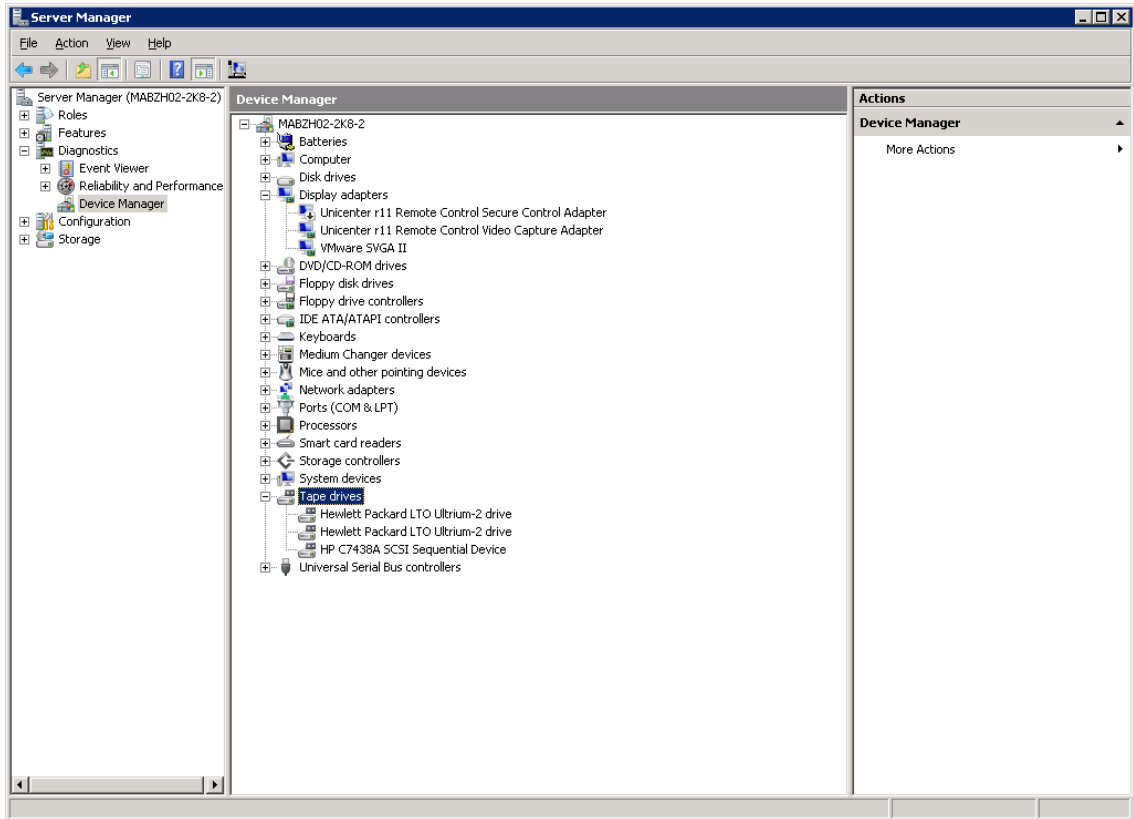 Server Manager
File Action View Help
Server Manager (MABZH02-2K8-2)
Roles
Features
Diagnostics
Event Viewer
Reliability and Performance
Device Manager
Configuration
Storage
Device Manager
MABZH02-2K8-2
Batteries
Computer
Disk drives
Display adapters
Unicenter r11 Remote Control Secure Control Adapter
Unicenter r11 Remote Control Video Capture Adapter
VMware SVGA II
DVD/CD-ROM drives
Floppy disk drives
Floppy drive controllers
IDE ATA/ATAPI controllers
Keyboards
Medium Changer devices
Mice and other pointing devices
Network adapters
Ports (COM & LPT)
Processors
Smart card readers
Storage controllers
System devices
Tape drives
Hewlett Packard LTO Ultrium-2 drive
Hewlett Packard LTO Ultrium-2 drive
HP C7438A SCSI Sequential Device
Universal Serial Bus controllers
Actions
Device Manager
More Actions